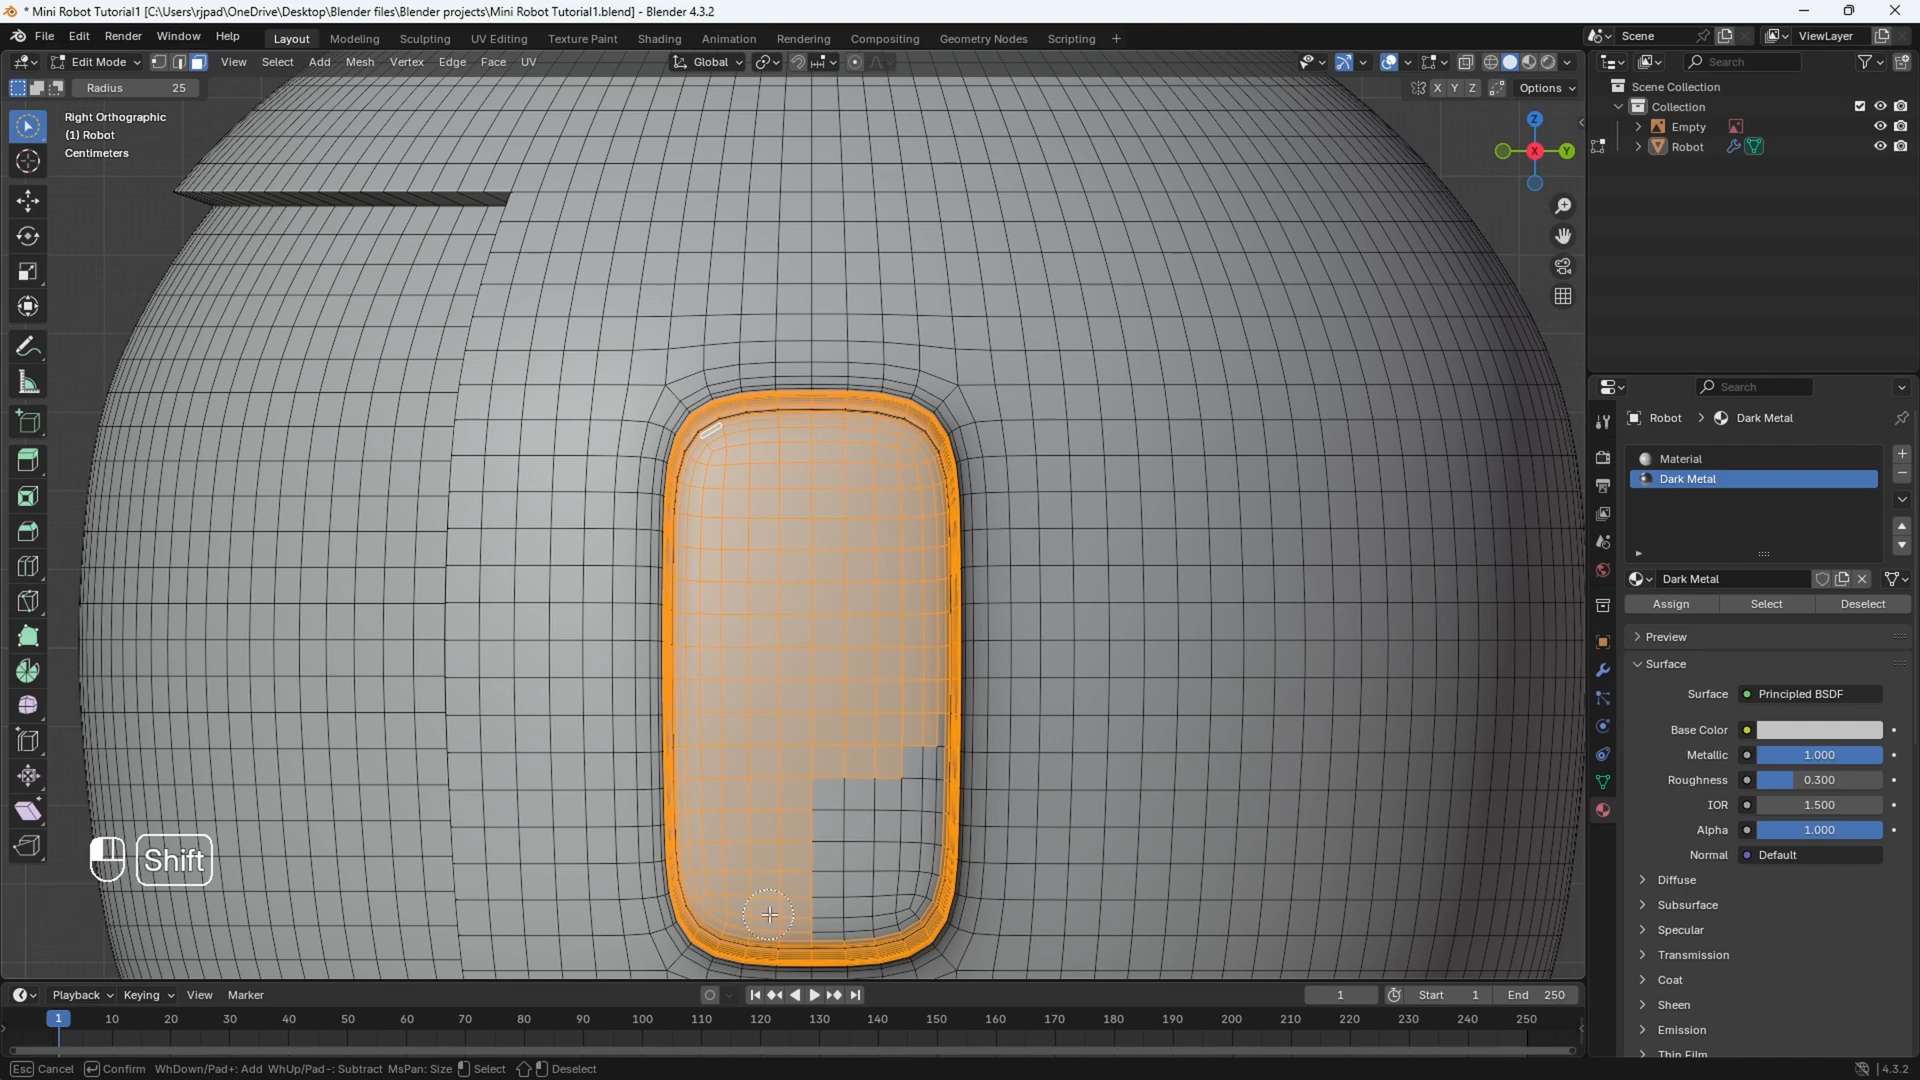 * Mini Robot Tutorial1 [C:\Users\rjpad\OneDrive\Desktop\Blender files\Blender projects\Mini Robot Tutorial1.blend] - Blender 4.3.2
File Edit Render Window Help Layout Modeling Sculpting UV Editing Texture Paint Shading Animation Rendering Compositing Geometry Nodes Scripting + Scene ViewLayer
Edit Mode View Select Add Mesh Vertex Edge Face UV Global Search
Radius 25 X Y Z Options
Scene Collection
Collection
Empty
Robot
Right Orthographic
(1) Robot
Centimeters
Z
X
Y
Search
Robot > Dark Metal
Material
Dark Metal
Dark Metal
Assign Select Deselect
Preview
Surface
Surface Principled BSDF
Base Color
Metallic 1.000
Roughness 0.300
IOR 1.500
Alpha 1.000
Normal Default
Diffuse
Subsurface
Specular
Transmission
Coat
Sheen
Emission
Thin Film
Shift
Playback Keying View Marker 1 Start 1 End 250
1 10 20 30 40 50 60 70 80 90 100 110 120 130 140 150 160 170 180 190 200 210 220 230 240 250
Esc Cancel Confirm WhDown/Pad+: Add WhUp/Pad-: Subtract MsPan: Size Select Deselect 4.3.2